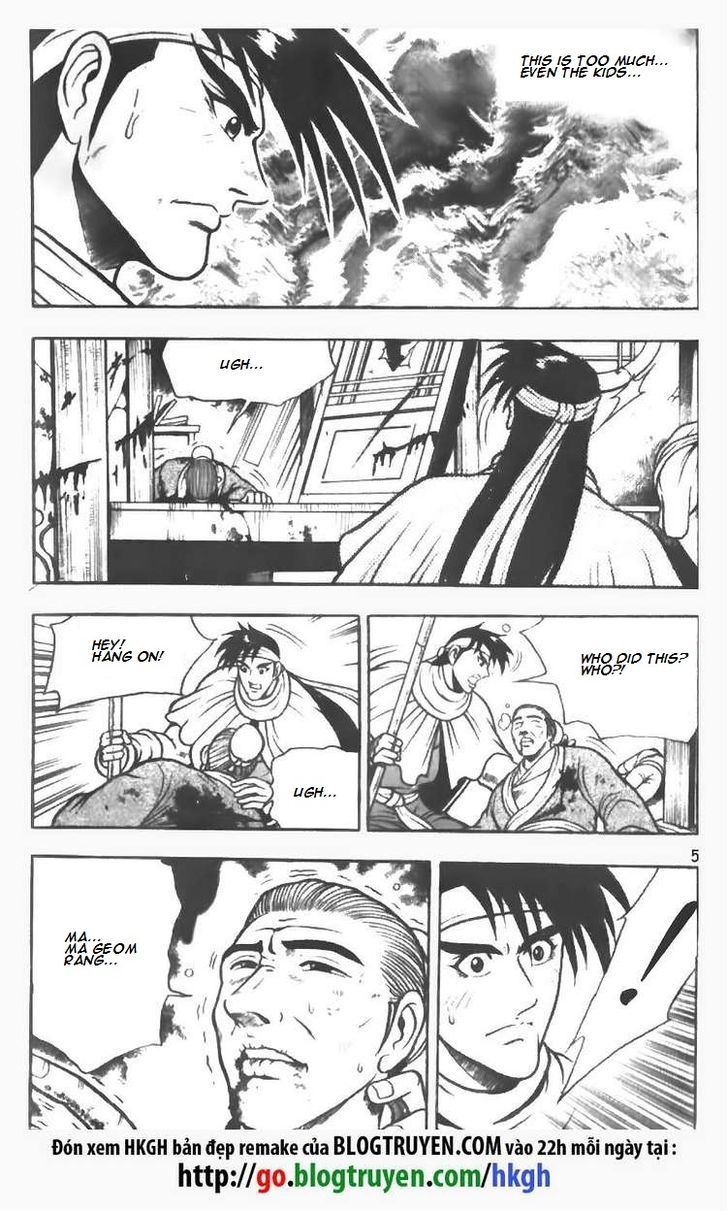 THIS IS TOO MUCH...
EVEN THE KIDS...
UGH...
HEY!
HANG ON!
UGH...
WHO DID THIS?
WHO?!
5
MA...
MA GEOM
RANG...
!
Đón xem HKGH bản đẹp remake của BLOGTRUYEN.COM vào 22h mỗi ngày tại :
http://go.blogtruyen.com/hkgh